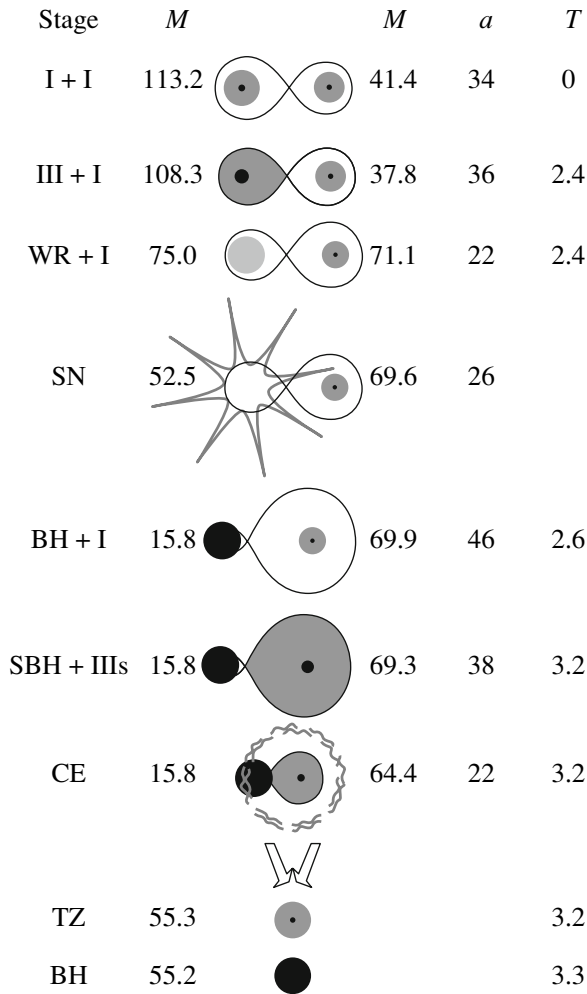 Stage M M a T
I + I 113.2 41.4 34 0
III + I 108.3 37.8 36 2.4
WR + I 75.0 71.1 22 2.4
SN 52.5 69.6 26
BH + I 15.8 69.9 46 2.6
SBH + IIIs 15.8 69.3 38 3.2
CE 15.8 64.4 22 3.2
TZ 55.3 3.2
BH 55.2 3.3